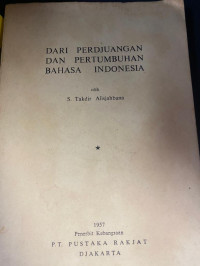 DARI PERDJUANGAN
DAN PERTUMBUHAN
BAHASA INDONESIA
oleh
S. Takdir Alisjahbana
1957
Penerbit Kebangsaan
P.T. PUSTAKA RAKJAT
DJAKARTA